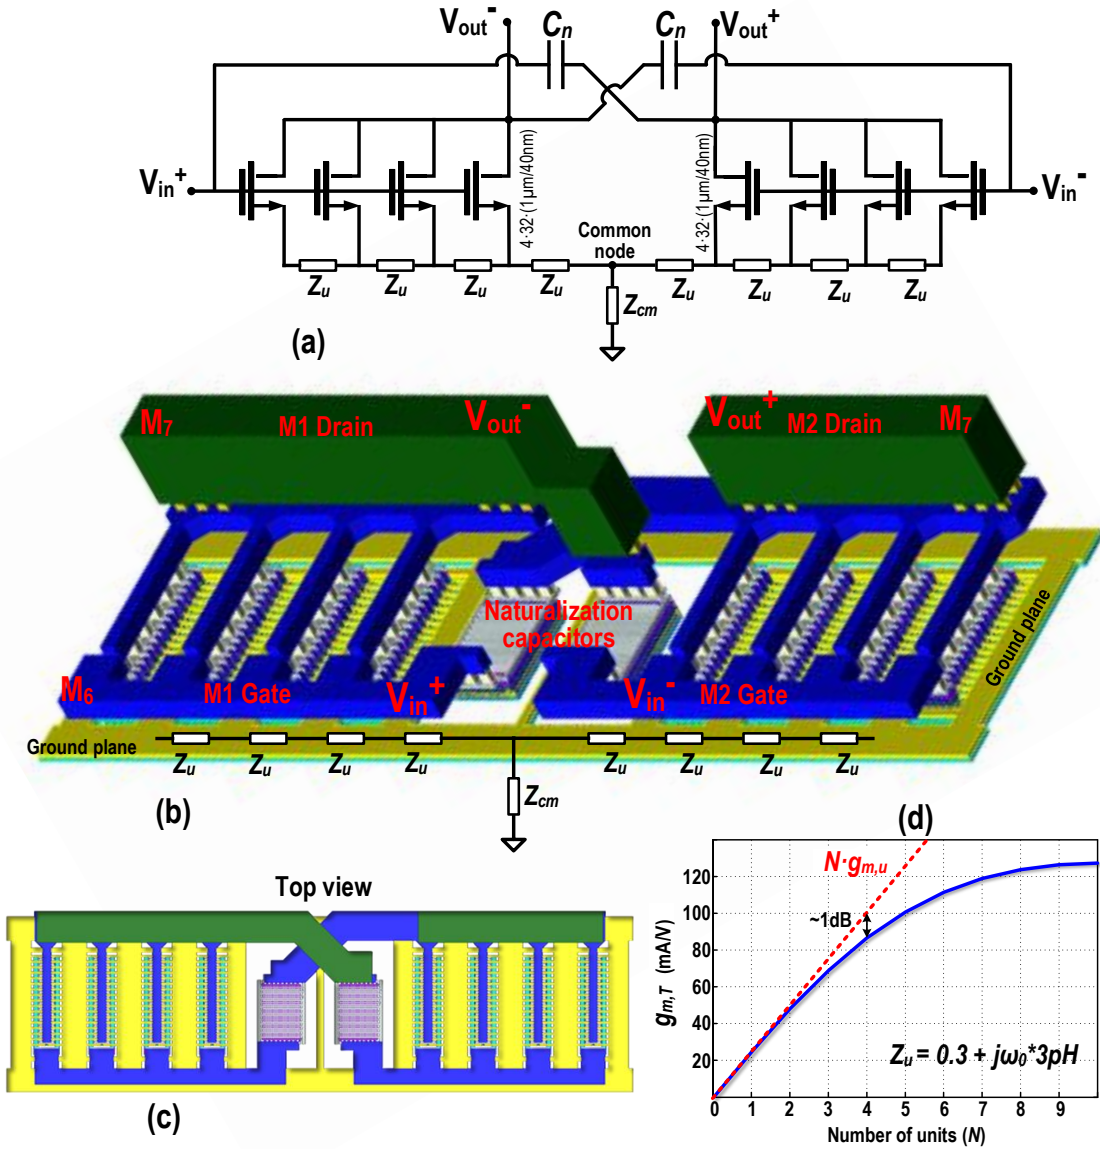 Vout- Cn Cn Vout+
Vin+ 4·32·(1µm/40nm) 4·32·(1µm/40nm) Vin-
Common
node
Zu Zu Zu Zu Zu Zu Zu Zu
Zcm
(a)
M7 M1 Drain Vout- Vout+ M2 Drain M7
Naturalization
capacitors
Ground plane
M6 M1 Gate Vin+ Vin- M2 Gate
Ground plane
Zu Zu Zu Zu Zu Zu Zu Zu
Zcm
(b)
Top view
(c)
(d)
gm,T (mA/V)
120
100
80
60
40
20
N·gm,u
~1dB
Zu = 0.3 + jω0*3pH
0 1 2 3 4 5 6 7 8 9
Number of units (N)